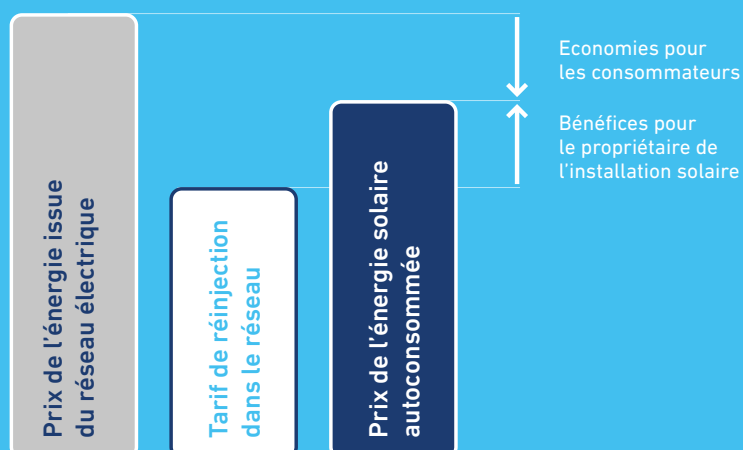 Prix de l'énergie issue
du réseau électrique
Tarif de réinjection
dans le réseau
Prix de l'énergie solaire
autoconsommée
Economies pour
les consommateurs
Bénéfices pour
le propriétaire de
l'installation solaire